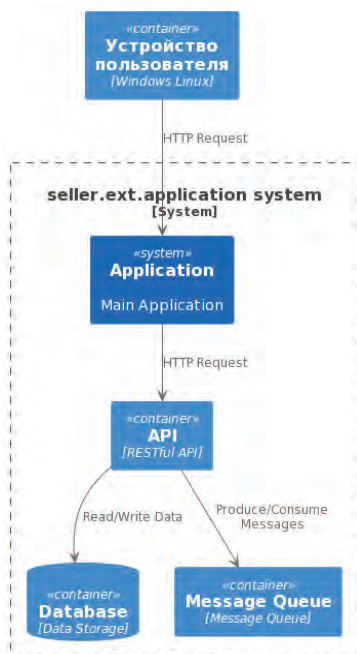 «container»
Устройство
пользователя
[Windows Linux]
HTTP Request
seller.ext.application system
[System]
«system»
Application
Main Application
HTTP Request
«container»
API
[RESTful API]
Read/Write Data
Produce/Consume
Messages
«container»
Database
[Data Storage]
«container»
Message Queue
[Message Queue]